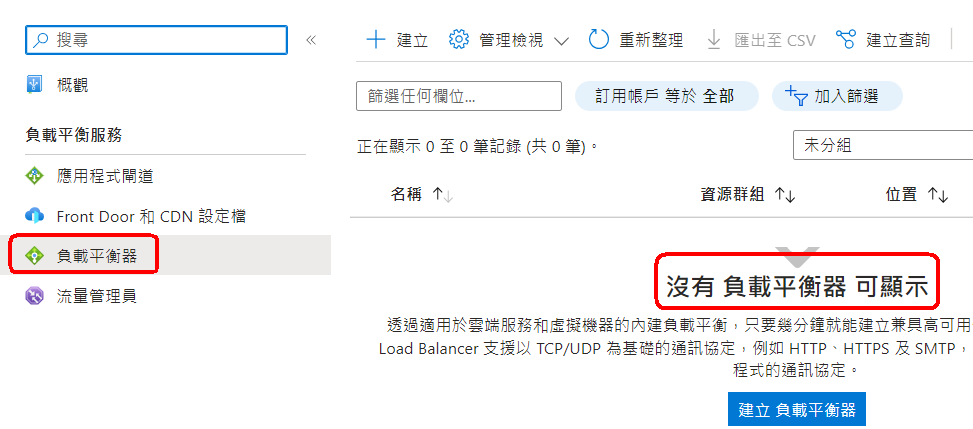 搜尋
«
概觀
負載平衡服務
應用程式閘道
Front Door 和 CDN 設定檔
負載平衡器
流量管理員
建立 管理檢視 重新整理 匯出至 CSV 建立查詢
篩選任何欄位... 訂用帳戶 等於 全部 加入篩選
正在顯示 0 至 0 筆記錄 (共 0 筆)。 未分組
名稱 ↑↓ 資源群組 ↑↓ 位置 ↑↓
沒有 負載平衡器 可顯示
透過適用於雲端服務和虛擬機器的內建負載平衡，只要幾分鐘就能建立兼具高可用
Load Balancer 支援以 TCP/UDP 為基礎的通訊協定，例如 HTTP、HTTPS 及 SMTP，
程式的通訊協定。
建立 負載平衡器